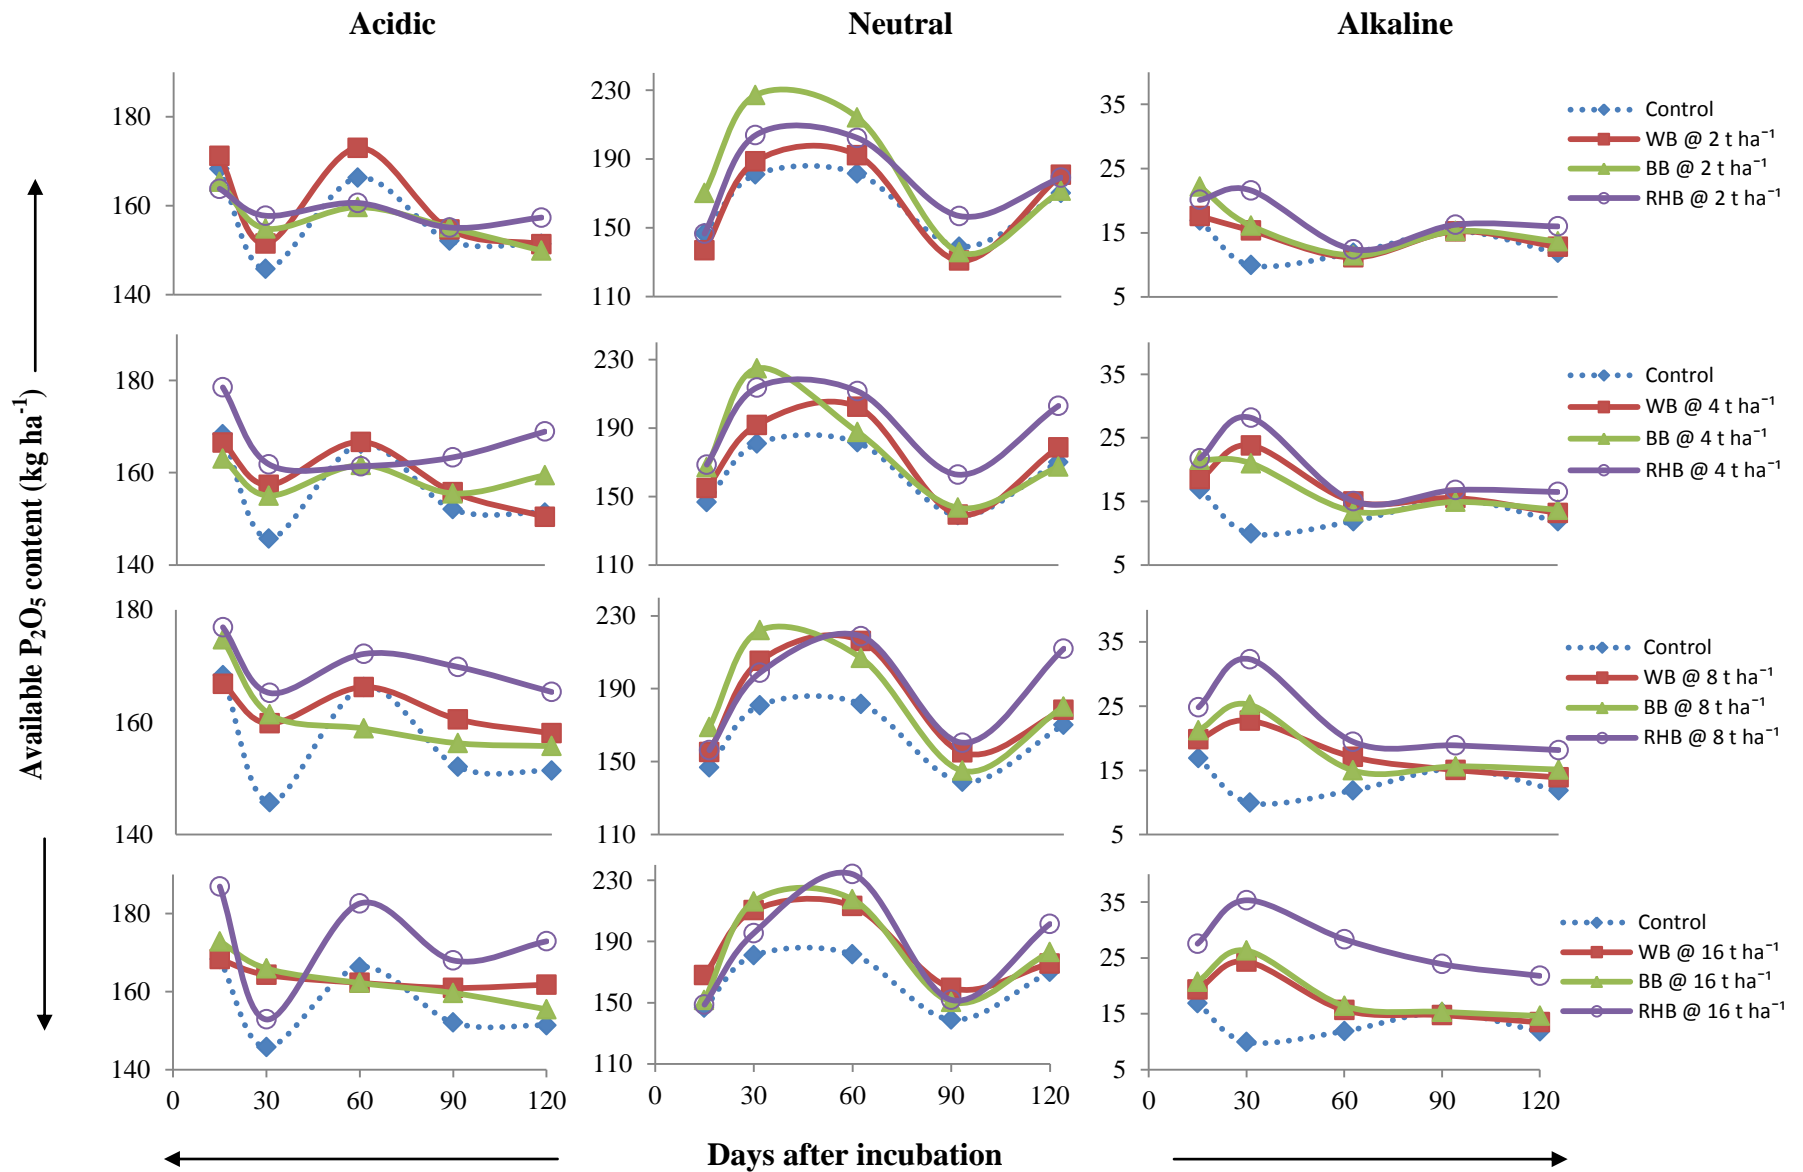 Acidic Neutral Alkaline
180
160
140
230
190
150
110
35
25
15
5
Control
WB @ 2 t ha⁻¹
BB @ 2 t ha⁻¹
RHB @ 2 t ha⁻¹
180
160
140
230
190
150
110
35
25
15
5
Control
WB @ 4 t ha⁻¹
BB @ 4 t ha⁻¹
RHB @ 4 t ha⁻¹
180
160
140
230
190
150
110
35
25
15
5
Control
WB @ 8 t ha⁻¹
BB @ 8 t ha⁻¹
RHB @ 8 t ha⁻¹
180
160
140
0 30 60 90 120
230
190
150
110
0 30 60 90 120
35
25
15
5
0 30 60 90 120
Control
WB @ 16 t ha⁻¹
BB @ 16 t ha⁻¹
RHB @ 16 t ha⁻¹
Available P₂O₅ content (kg ha⁻¹)
Days after incubation